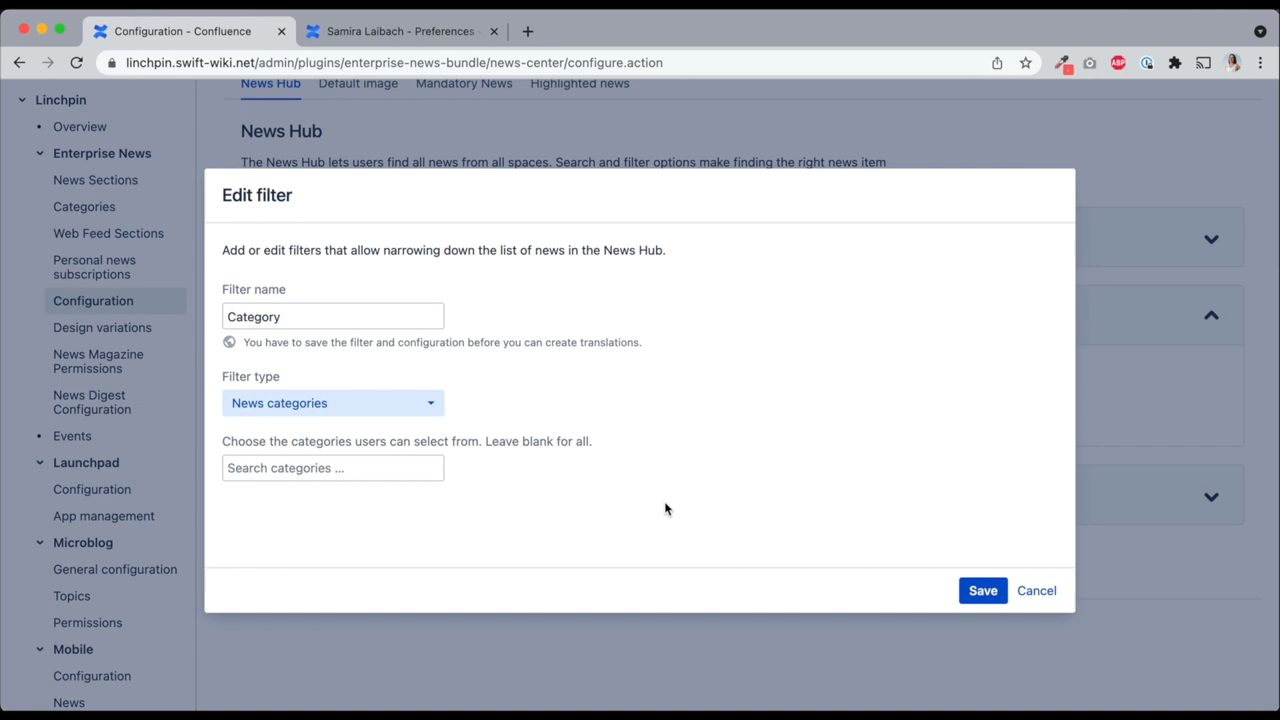 Configuration - Confluence
Samira Laibach - Preferences -
linchpin.swift-wiki.net/admin/plugins/enterprise-news-bundle/news-center/configure.action
ABP
Linchpin
Overview
Enterprise News
News Sections
Categories
Web Feed Sections
Personal news
subscriptions
Configuration
Design variations
News Magazine
Permissions
News Digest
Configuration
Events
Launchpad
Configuration
App management
Microblog
General configuration
Topics
Permissions
Mobile
Configuration
News
News Hub Default image Mandatory News Highlighted news
News Hub
The News Hub lets users find all news from all spaces. Search and filter options make finding the right news item
Edit filter
Add or edit filters that allow narrowing down the list of news in the News Hub.
Filter name
Category
You have to save the filter and configuration before you can create translations.
Filter type
News categories
Choose the categories users can select from. Leave blank for all.
Search categories ...
Save Cancel